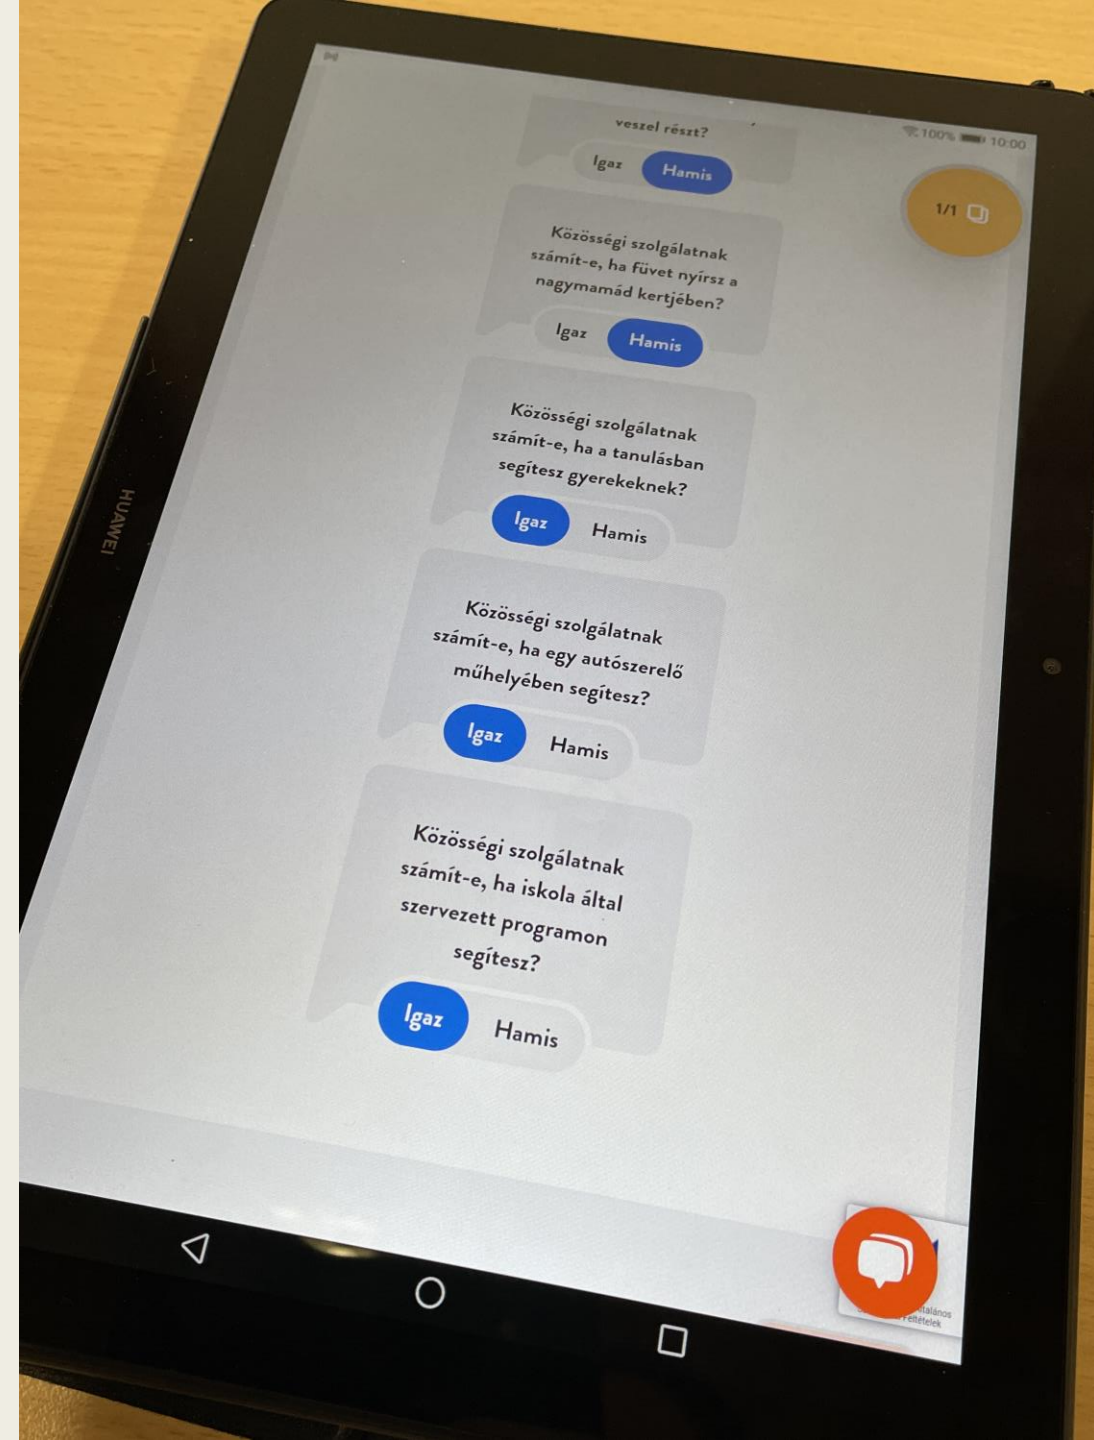 100% 10:00
veszel részt?
Igaz Hamis
1/1
Közösségi szolgálatnak
számít-e, ha füvet nyírsz a
nagymamád kertjében?
Igaz Hamis
Közösségi szolgálatnak
számít-e, ha a tanulásban
segítesz gyerekeknek?
Igaz Hamis
HUAWEI
Közösségi szolgálatnak
számít-e, ha egy autószerelő
műhelyében segítesz?
Igaz Hamis
Közösségi szolgálatnak
számít-e, ha iskola által
szervezett programon
segítesz?
Igaz Hamis
Feltételek